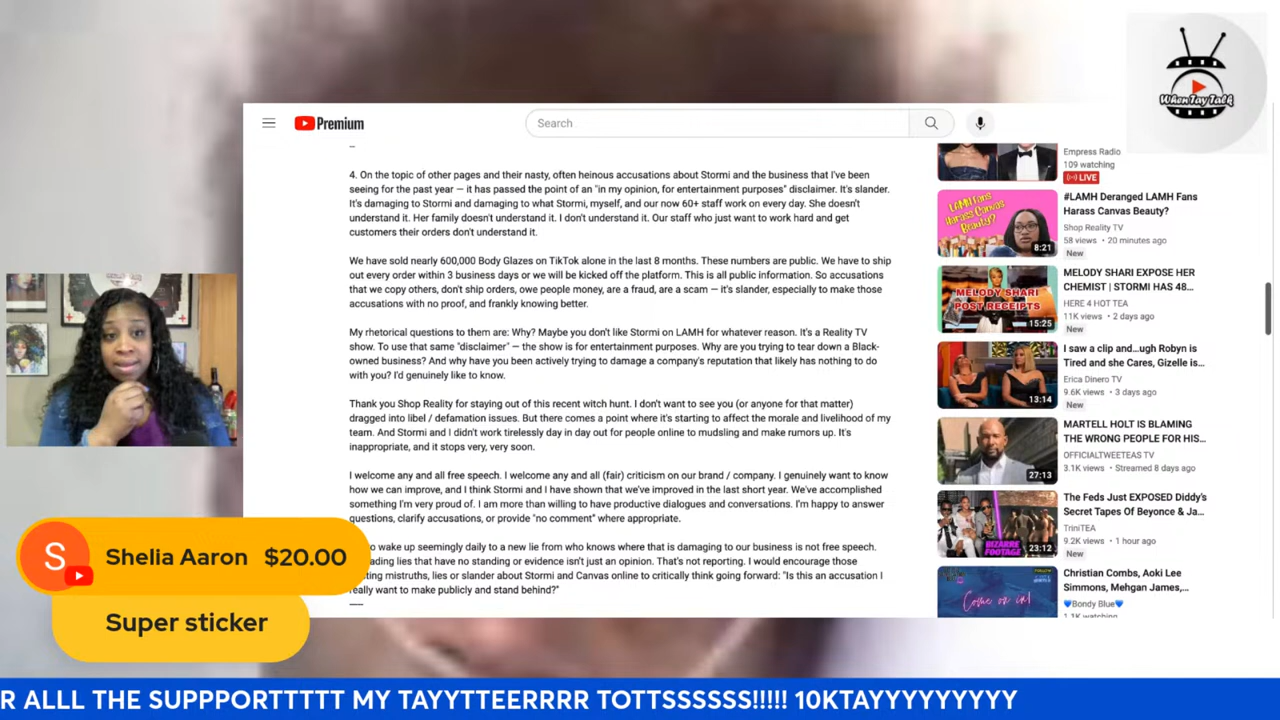 WhenTayTalk
Premium
Search
4. On the topic of other pages and their nasty, often heinous accusations about Stormi and the business that I've been
seeing for the past year — it has passed the point of an "in my opinion, for entertainment purposes" disclaimer. It's slander.
It's damaging to Stormi and damaging to what Stormi, myself, and our now 60+ staff work on every day. She doesn't
understand it. Her family doesn't understand it. I don't understand it. Our staff who just want to work hard and get
customers their orders don't understand it.
We have sold nearly 600,000 Body Glazes on TikTok alone in the last 8 months. These numbers are public. We have to ship
out every order within 3 business days or we will be kicked off the platform. This is all public information. So accusations
that we copy others, don't ship orders, owe people money, are a fraud, are a scam — it's slander, especially to make those
accusations with no proof, and frankly knowing better.
My rhetorical questions to them are: Why? Maybe you don't like Stormi on LAMH for whatever reason. It's a Reality TV
show. To use that same "disclaimer" — the show is for entertainment purposes. Why are you trying to tear down a Black-
owned business? And why have you been actively trying to damage a company's reputation that likely has nothing to do
with you? I'd genuinely like to know.
Thank you Shop Reality for staying out of this recent witch hunt. I don't want to see you (or anyone for that matter)
dragged into libel / defamation issues. But there comes a point where it's starting to affect the morale and livelihood of my
team. And Stormi and I didn't work tirelessly day in day out for people online to mudsling and make rumors up. It's
inappropriate, and it stops very, very soon.
I welcome any and all free speech. I welcome any and all (fair) criticism on our brand / company. I genuinely want to know
how we can improve, and I think Stormi and I have shown that we've improved in the last short year. We've accomplished
something I'm very proud of. I am more than willing to have productive dialogues and conversations. I'm happy to answer
questions, clarify accusations, or provide "no comment" where appropriate.
wake up seemingly daily to a new lie from who knows where that is damaging to our business is not free speech.
lies that have no standing or evidence isn't just an opinion. That's not reporting. I would encourage those
mistruths, lies or slander about Stormi and Canvas online to critically think going forward: "Is this an accusation I
really want to make publicly and stand behind?"
Empress Radio
109 watching
LIVE
LAMH Fans
Harass Canvas
Beauty?
8:21
#LAMH Deranged LAMH Fans
Harass Canvas Beauty?
Shop Reality TV
58 views • 20 minutes ago
New
MELODY SHARI
POST RECEIPTS
15:25
MELODY SHARI EXPOSE HER
CHEMIST | STORMI HAS 48...
HERE 4 HOT TEA
11K views • 2 days ago
New
13:14
I saw a clip and...ugh Robyn is
Tired and she Cares, Gizelle is...
Erica Dinero TV
9.6K views • 3 days ago
New
27:13
MARTELL HOLT IS BLAMING
THE WRONG PEOPLE FOR HIS...
OFFICIALTWEETEAS TV
3.1K views • Streamed 8 days ago
BIZARRE
FOOTAGE
23:12
The Feds Just EXPOSED Diddy's
Secret Tapes Of Beyonce & Ja...
TriniTEA
9.2K views • 1 hour ago
New
Come on in!
Christian Combs, Aoki Lee
Simmons, Mehgan James,...
💙Bondy Blue💙
1.1K watching
S
Shelia Aaron $20.00
Super sticker
R ALLL THE SUPPPORTTTTT MY TAYYTTEERRRR TOTTSSSSSS!!!!! 10KTAYYYYYYYYY